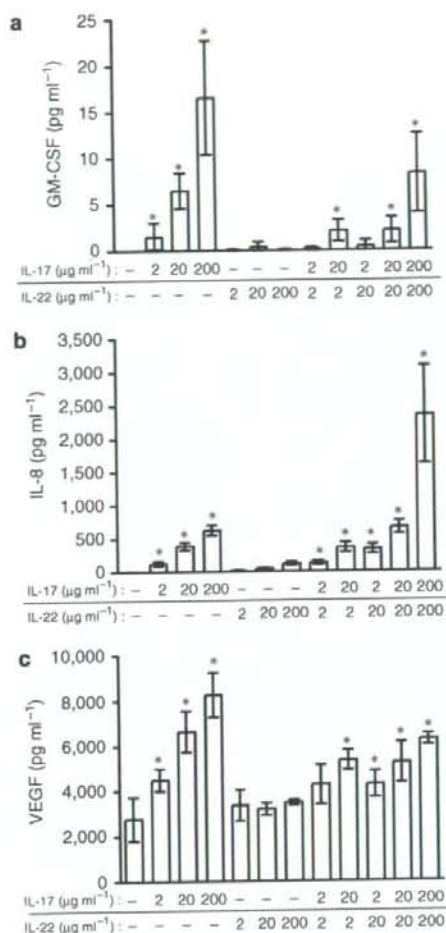 a
GM-CSF (pg ml⁻¹)
25
20
15
10
5
0
* * * * * *
IL-17 (µg ml⁻¹) : – 2 20 200 – – – 2 20 2 20 200
IL-22 (µg ml⁻¹) : – – – – 2 20 200 2 2 20 20 200
b
IL-8 (pg ml⁻¹)
3,500
3,000
2,500
2,000
1,500
1,000
500
0
* * * * * * * *
IL-17 (µg ml⁻¹) : – 2 20 200 – – – 2 20 2 20 200
IL-22 (µg ml⁻¹) : – – – – 2 20 200 2 2 20 20 200
c
VEGF (pg ml⁻¹)
10,000
8,000
6,000
4,000
2,000
0
* * * * * * *
IL-17 (µg ml⁻¹) : – 2 20 200 – – – 2 20 2 20 200
IL-22 (µg ml⁻¹) : – – – – 2 20 200 2 2 20 20 200